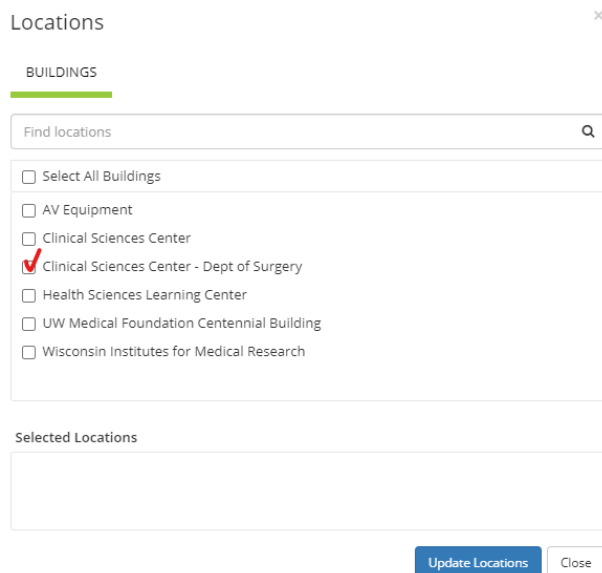 Locations
BUILDINGS
Find locations
Select All Buildings
AV Equipment
Clinical Sciences Center
Clinical Sciences Center - Dept of Surgery
Health Sciences Learning Center
UW Medical Foundation Centennial Building
Wisconsin Institutes for Medical Research
Selected Locations
Update Locations Close